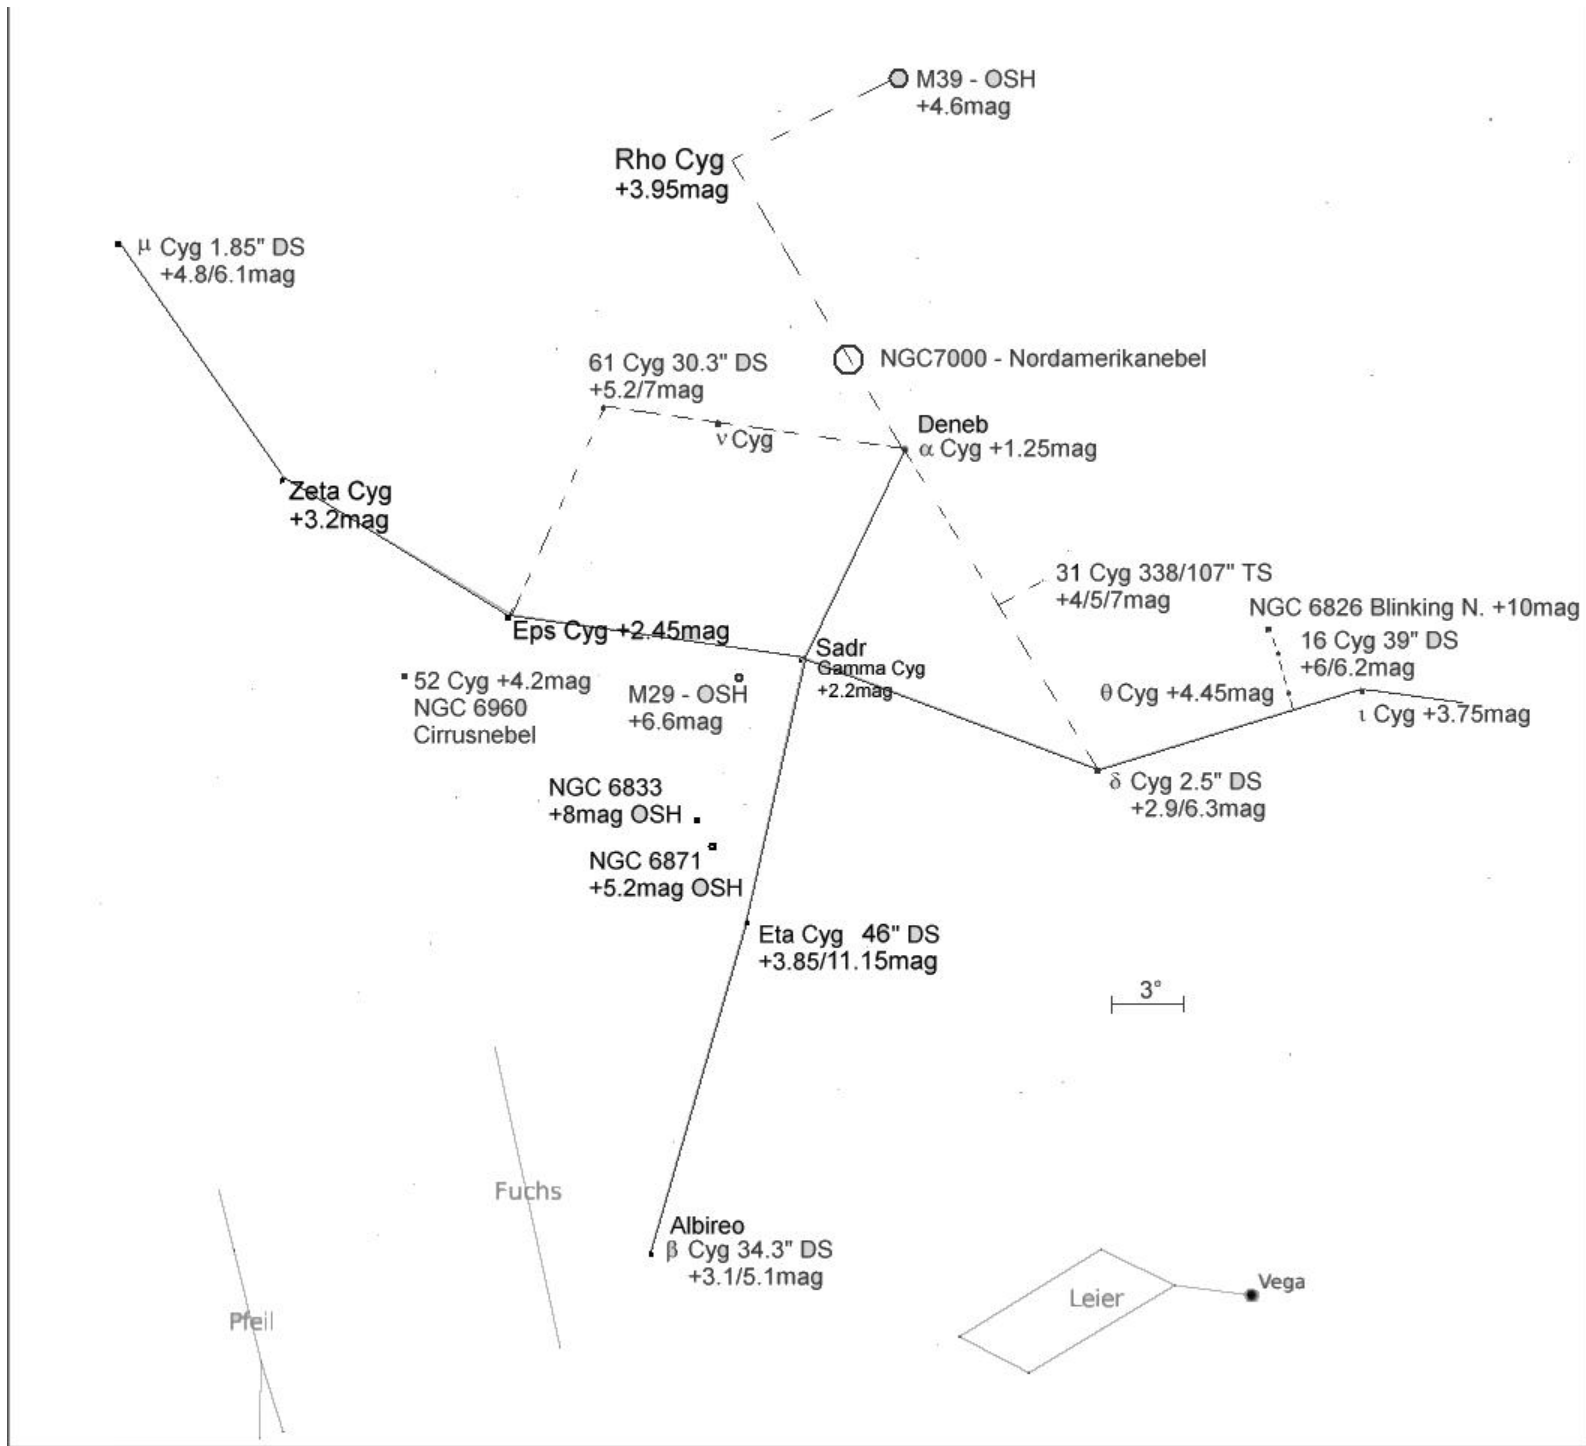 M39 - OSH
+4.6mag
Rho Cyg
+3.95mag
μ Cyg 1.85" DS
+4.8/6.1mag
61 Cyg 30.3" DS
+5.2/7mag
NGC7000 - Nordamerikanebel
ν Cyg
Deneb
α Cyg +1.25mag
Zeta Cyg
+3.2mag
31 Cyg 338/107" TS
+4/5/7mag
NGC 6826 Blinking N. +10mag
16 Cyg 39" DS
+6/6.2mag
Eps Cyg +2.45mag
Sadr
Gamma Cyg
+2.2mag
52 Cyg +4.2mag
NGC 6960
Cirrusnebel
M29 - OSH
+6.6mag
θ Cyg +4.45mag
ι Cyg +3.75mag
δ Cyg 2.5" DS
+2.9/6.3mag
NGC 6833
+8mag OSH
NGC 6871
+5.2mag OSH
Eta Cyg 46" DS
+3.85/11.15mag
3°
Fuchs
Albireo
β Cyg 34.3" DS
+3.1/5.1mag
Pfeil
Leier
Vega